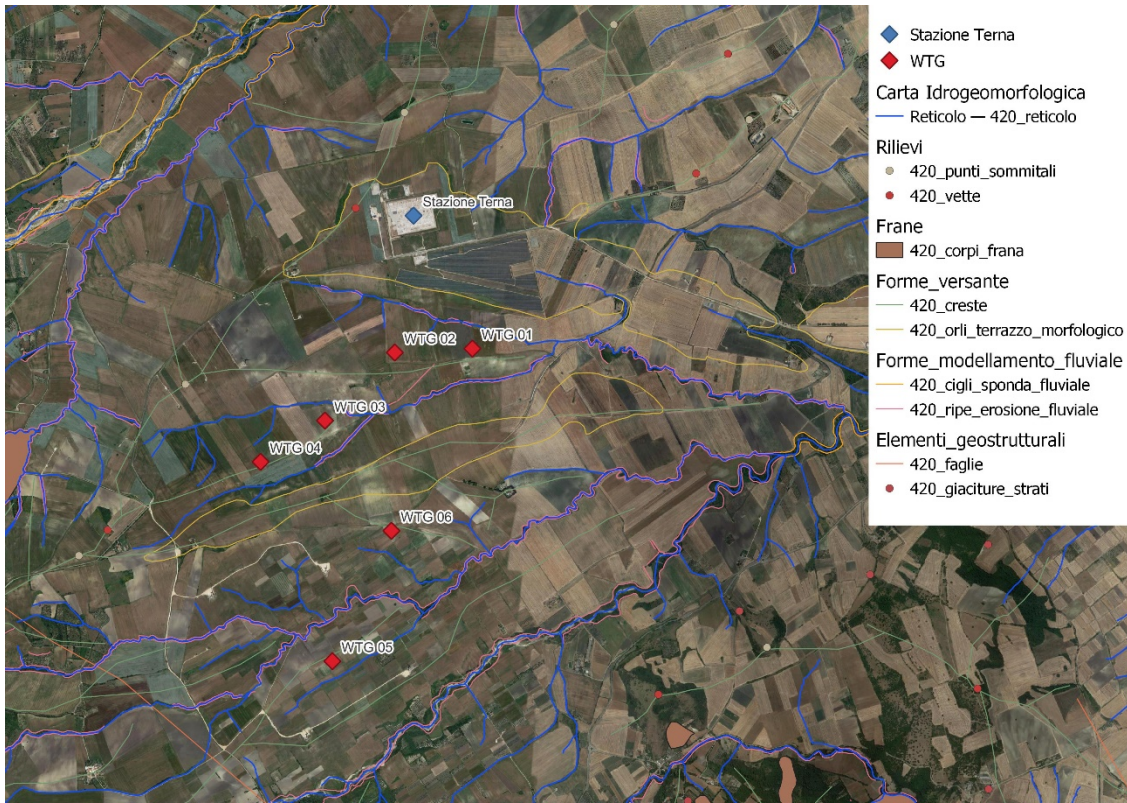 Stazione Terna
WTG
Carta Idrogeomorfologica
Reticolo — 420_reticolo
Rilievi
420_punti_sommitali
420_vette
Frane
420_corpi_frana
Forme_versante
420_creste
420_orli_terrazzo_morfologico
Forme_modellamento_fluviale
420_cigli_sponda_fluviale
420_ripe_erosione_fluviale
Elementi_geostrutturali
420_faglie
420_giaciture_strati
Stazione Terna
WTG 02
WTG 01
WTG 03
WTG 04
WTG 06
WTG 05